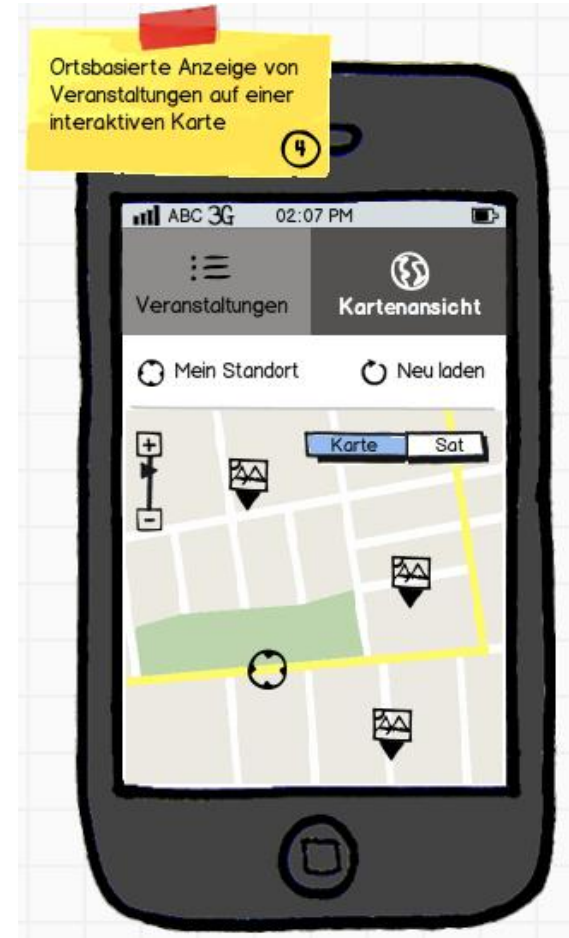 Ortsbasierte Anzeige von
Veranstaltungen auf einer
interaktiven Karte
4
ABC 3G 02:07 PM
Veranstaltungen Kartenansicht
Mein Standort Neu laden
+ Karte Sat
-